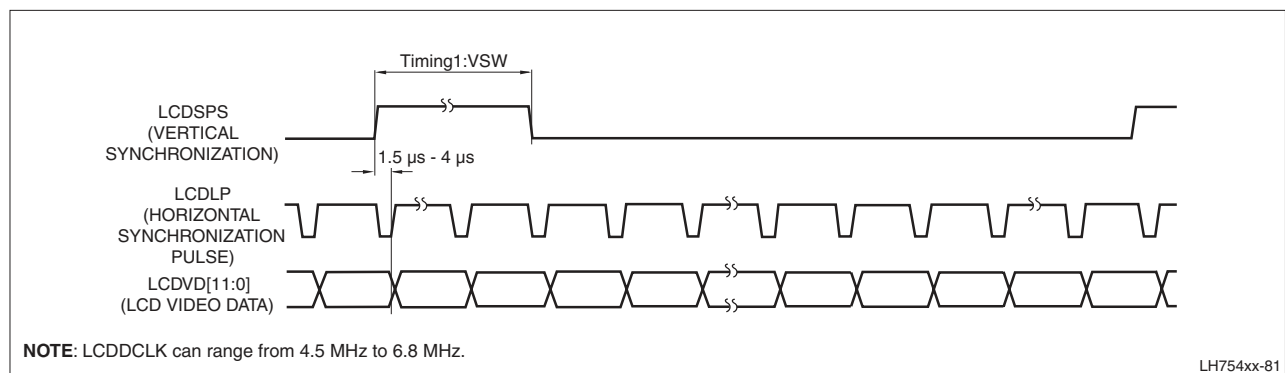 Timing1:VSW
LCDSPS
(VERTICAL
SYNCHRONIZATION)
1.5 µs - 4 µs
LCDLP
(HORIZONTAL
SYNCHRONIZATION
PULSE)
LCDVD[11:0]
(LCD VIDEO DATA)
NOTE: LCDDCLK can range from 4.5 MHz to 6.8 MHz.
LH754xx-81